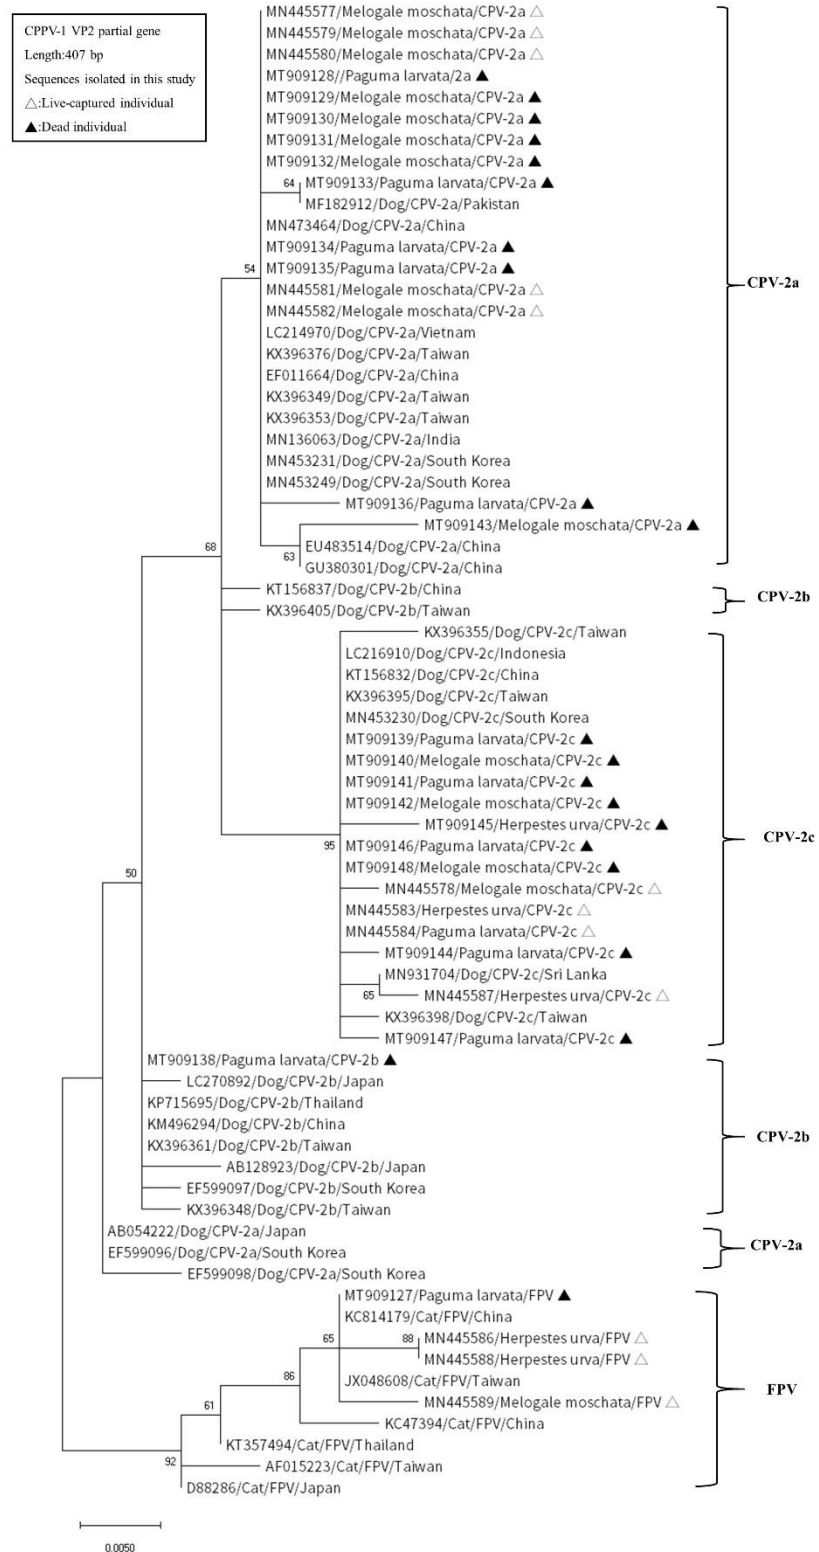 CPPV-1 VP2 partial gene
Length:407 bp
Sequences isolated in this study
△:Live-captured individual
▲:Dead individual
MN445577/Melogale moschata/CPV-2a △
MN445579/Melogale moschata/CPV-2a △
MN445580/Melogale moschata/CPV-2a △
MT909128//Paguma larvata/2a ▲
MT909129/Melogale moschata/CPV-2a ▲
MT909130/Melogale moschata/CPV-2a ▲
MT909131/Melogale moschata/CPV-2a ▲
MT909132/Melogale moschata/CPV-2a ▲
64
MT909133/Paguma larvata/CPV-2a ▲
MF182912/Dog/CPV-2a/Pakistan
MN473464/Dog/CPV-2a/China
MT909134/Paguma larvata/CPV-2a ▲
54
MT909135/Paguma larvata/CPV-2a ▲
CPV-2a
MN445581/Melogale moschata/CPV-2a △
MN445582/Melogale moschata/CPV-2a △
LC214970/Dog/CPV-2a/Vietnam
KX396376/Dog/CPV-2a/Taiwan
EF011664/Dog/CPV-2a/China
KX396349/Dog/CPV-2a/Taiwan
KX396353/Dog/CPV-2a/Taiwan
MN136063/Dog/CPV-2a/India
MN453231/Dog/CPV-2a/South Korea
MN453249/Dog/CPV-2a/South Korea
MT909136/Paguma larvata/CPV-2a ▲
MT909143/Melogale moschata/CPV-2a ▲
68
EU483514/Dog/CPV-2a/China
63
GU380301/Dog/CPV-2a/China
KT156837/Dog/CPV-2b/China
CPV-2b
KX396405/Dog/CPV-2b/Taiwan
KX396355/Dog/CPV-2c/Taiwan
LC216910/Dog/CPV-2c/Indonesia
KT156832/Dog/CPV-2c/China
KX396395/Dog/CPV-2c/Taiwan
MN453230/Dog/CPV-2c/South Korea
MT909139/Paguma larvata/CPV-2c ▲
MT909140/Melogale moschata/CPV-2c ▲
MT909141/Paguma larvata/CPV-2c ▲
MT909142/Melogale moschata/CPV-2c ▲
MT909145/Herpestes urva/CPV-2c ▲
CPV-2c
95
MT909146/Paguma larvata/CPV-2c ▲
MT909148/Melogale moschata/CPV-2c ▲
50
MN445578/Melogale moschata/CPV-2c △
MN445583/Herpestes urva/CPV-2c △
MN445584/Paguma larvata/CPV-2c △
MT909144/Paguma larvata/CPV-2c ▲
MN931704/Dog/CPV-2c/Sri Lanka
65
MN445587/Herpestes urva/CPV-2c △
KX396398/Dog/CPV-2c/Taiwan
MT909147/Paguma larvata/CPV-2c ▲
MT909138/Paguma larvata/CPV-2b ▲
LC270892/Dog/CPV-2b/Japan
KP715695/Dog/CPV-2b/Thailand
KM496294/Dog/CPV-2b/China
CPV-2b
KX396361/Dog/CPV-2b/Taiwan
AB128923/Dog/CPV-2b/Japan
EF599097/Dog/CPV-2b/South Korea
KX396348/Dog/CPV-2b/Taiwan
AB054222/Dog/CPV-2a/Japan
CPV-2a
EF599096/Dog/CPV-2a/South Korea
EF599098/Dog/CPV-2a/South Korea
MT909127/Paguma larvata/FPV ▲
KC814179/Cat/FPV/China
65
88
MN445586/Herpestes urva/FPV △
MN445588/Herpestes urva/FPV △
86
JX048608/Cat/FPV/Taiwan
FPV
MN445589/Melogale moschata/FPV △
61
KC47394/Cat/FPV/China
KT357494/Cat/FPV/Thailand
92
AF015223/Cat/FPV/Taiwan
D88286/Cat/FPV/Japan
0.0050